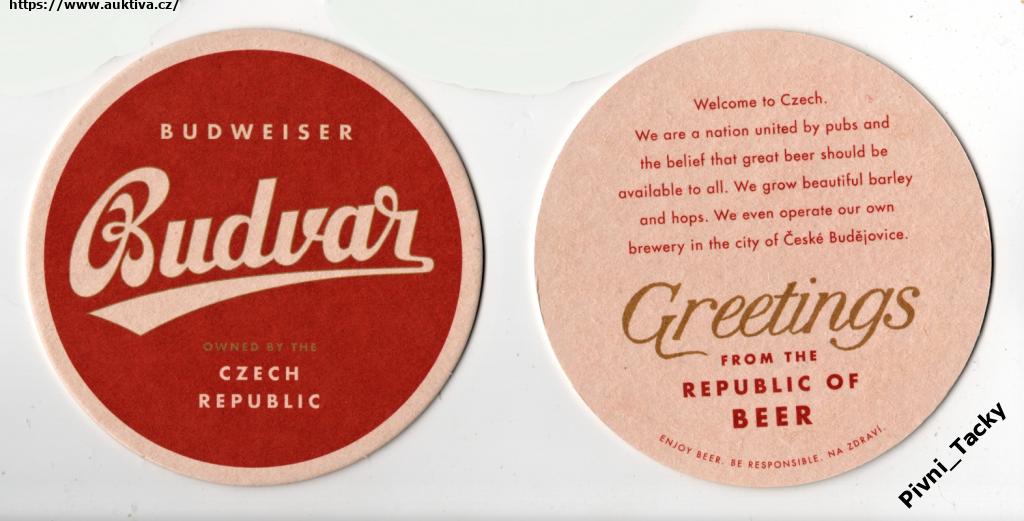 https://www.auktiva.cz/
BUDWEISER
Budvar
OWNED BY THE
CZECH
REPUBLIC
Welcome to Czech.
We are a nation united by pubs and
the belief that great beer should be
available to all. We grow beautiful barley
and hops. We even operate our own
brewery in the city of České Budějovice.
Greetings
FROM THE
REPUBLIC OF
BEER
ENJOY BEER. BE RESPONSIBLE. NA ZDRAVÍ.
Pivni_Tacky